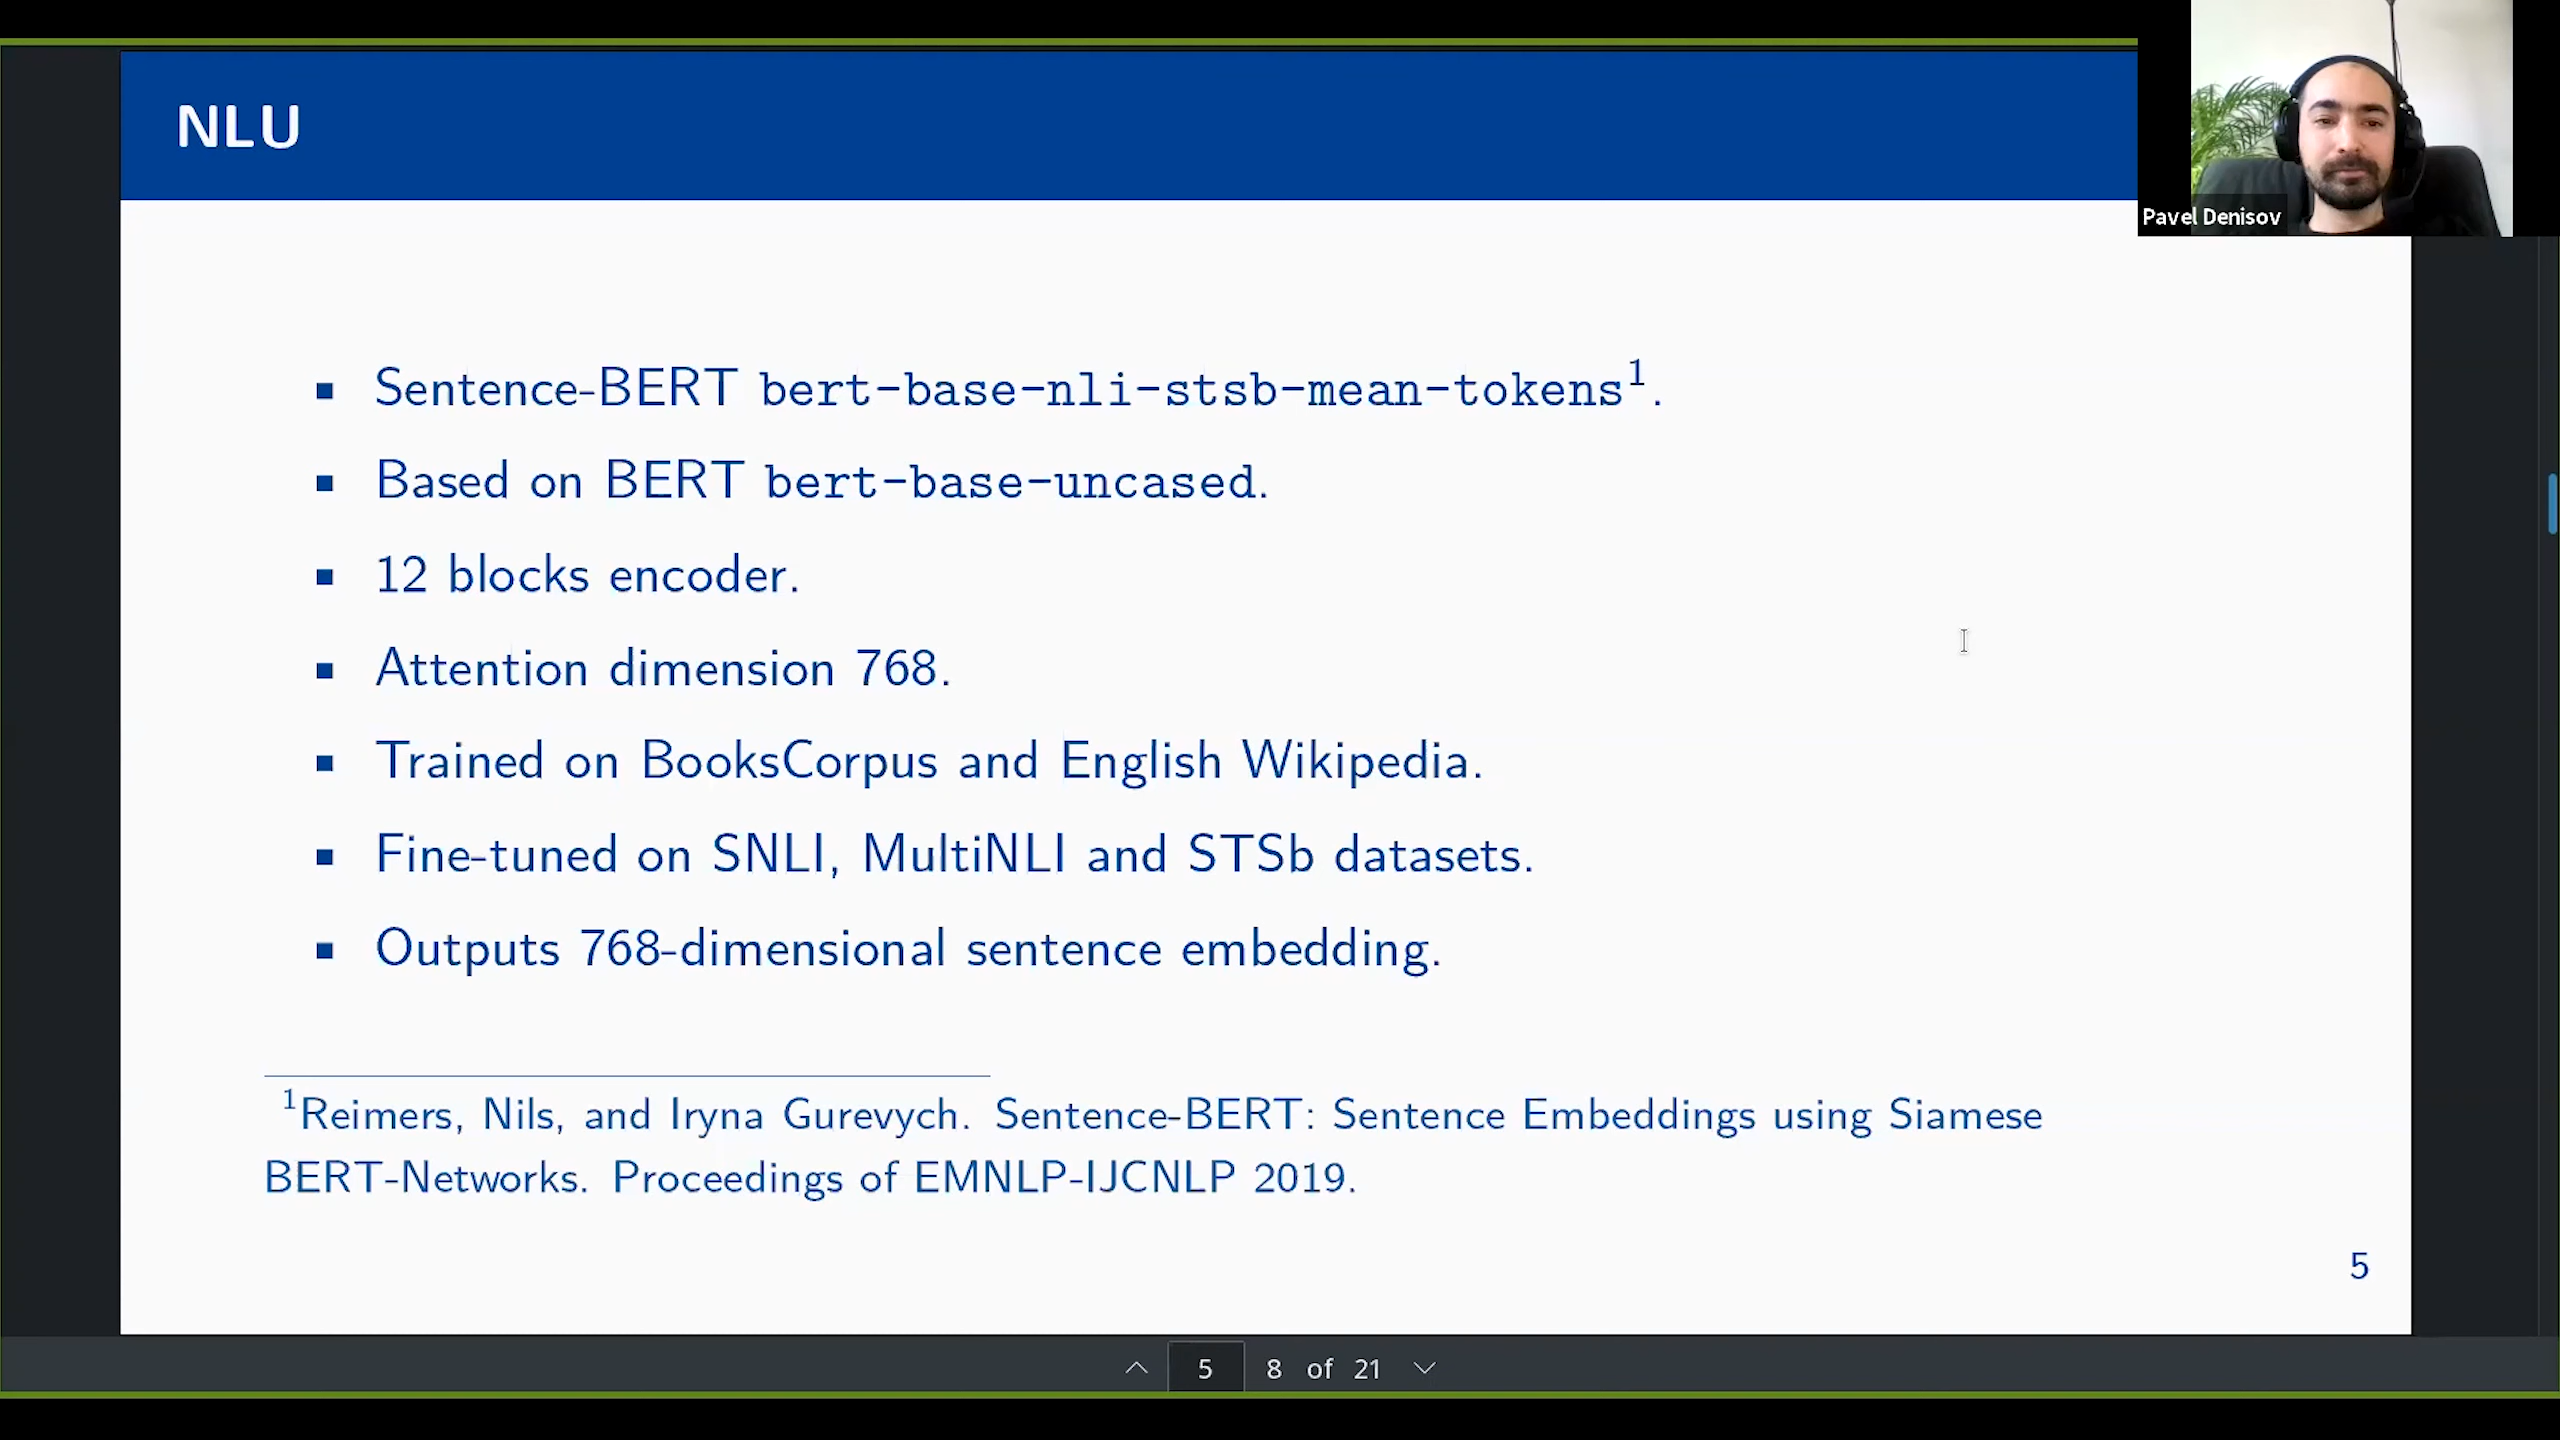 NLU
Pavel Denisov
▪ Sentence-BERT bert-base-nli-stsb-mean-tokens¹.
▪ Based on BERT bert-base-uncased.
▪ 12 blocks encoder.
▪ Attention dimension 768.
▪ Trained on BooksCorpus and English Wikipedia.
▪ Fine-tuned on SNLI, MultiNLI and STSb datasets.
▪ Outputs 768-dimensional sentence embedding.
¹Reimers, Nils, and Iryna Gurevych. Sentence-BERT: Sentence Embeddings using Siamese
BERT-Networks. Proceedings of EMNLP-IJCNLP 2019.
5
5 8 of 21